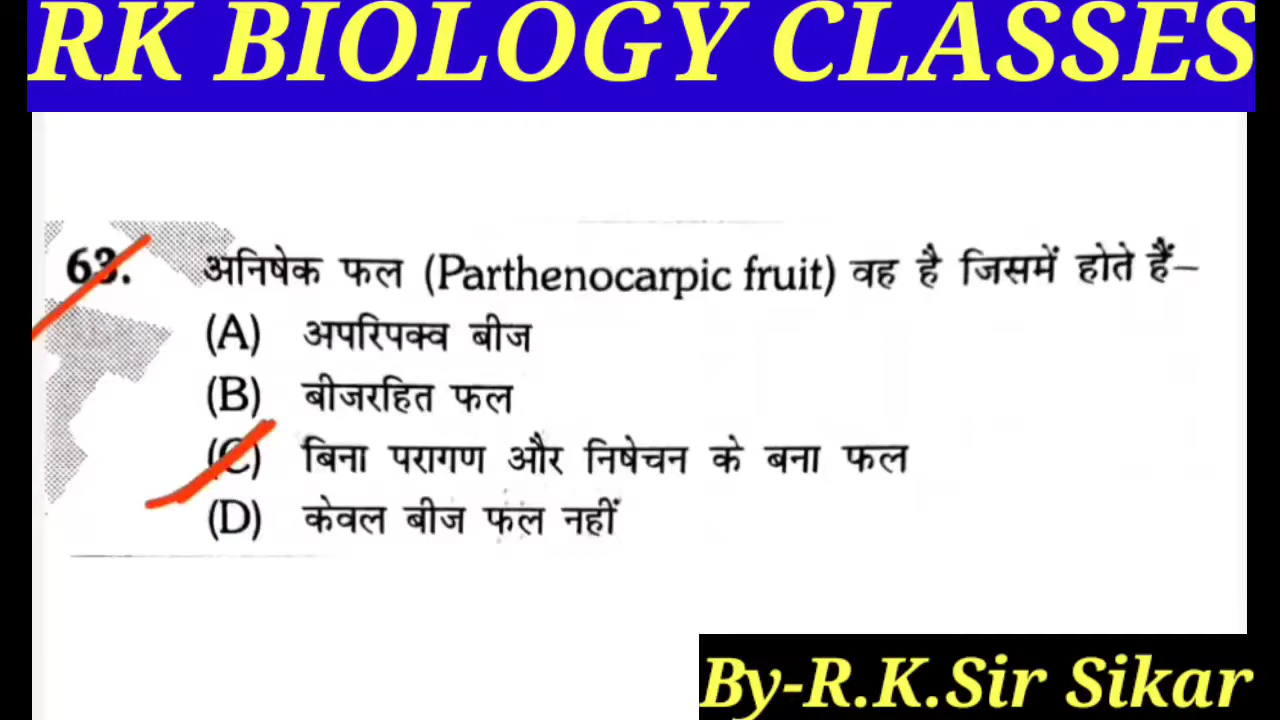 RK BIOLOGY CLASSES
63. अनिषेक फल (Parthenocarpic fruit) वह है जिसमें होते हैं–
(A) अपरिपक्व बीज
(B) बीजरहित फल
(C) बिना परागण और निषेचन के बना फल
(D) केवल बीज फल नहीं
By-R.K.Sir Sikar